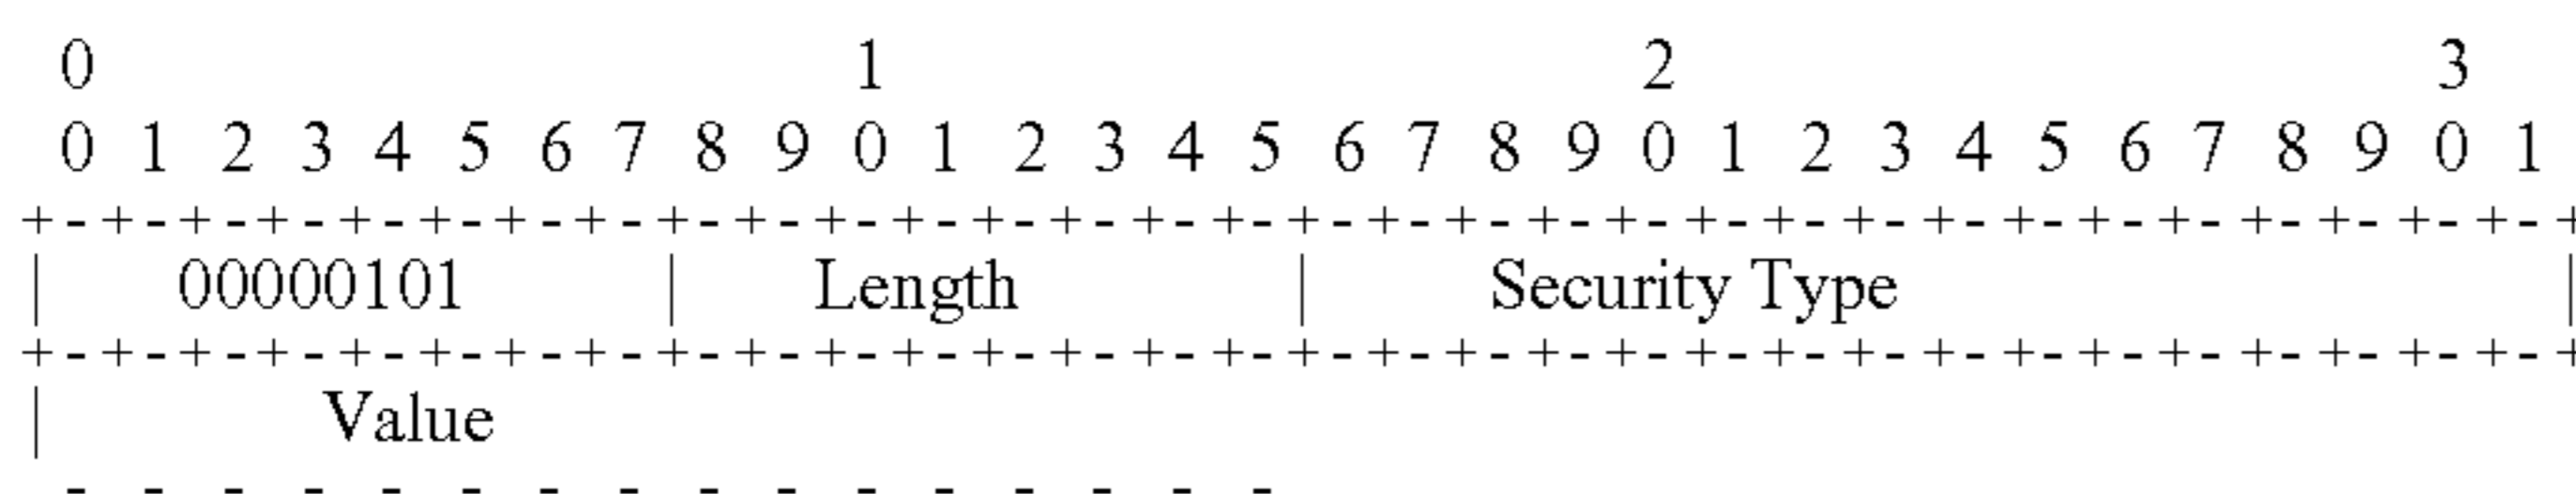 0 1 2 3
0 1 2 3 4 5 6 7 8 9 0 1 2 3 4 5 6 7 8 9 0 1 2 3 4 5 6 7 8 9 0 1
+-+-+-+-+-+-+-+-+-+-+-+-+-+-+-+-+-+-+-+-+-+-+-+-+-+-+-+-+-+-+-+-+
| 00000101 | Length | Security Type |
+-+-+-+-+-+-+-+-+-+-+-+-+-+-+-+-+-+-+-+-+-+-+-+-+-+-+-+-+-+-+-+-+
| Value
- - - - - - - - - - - - - - - -